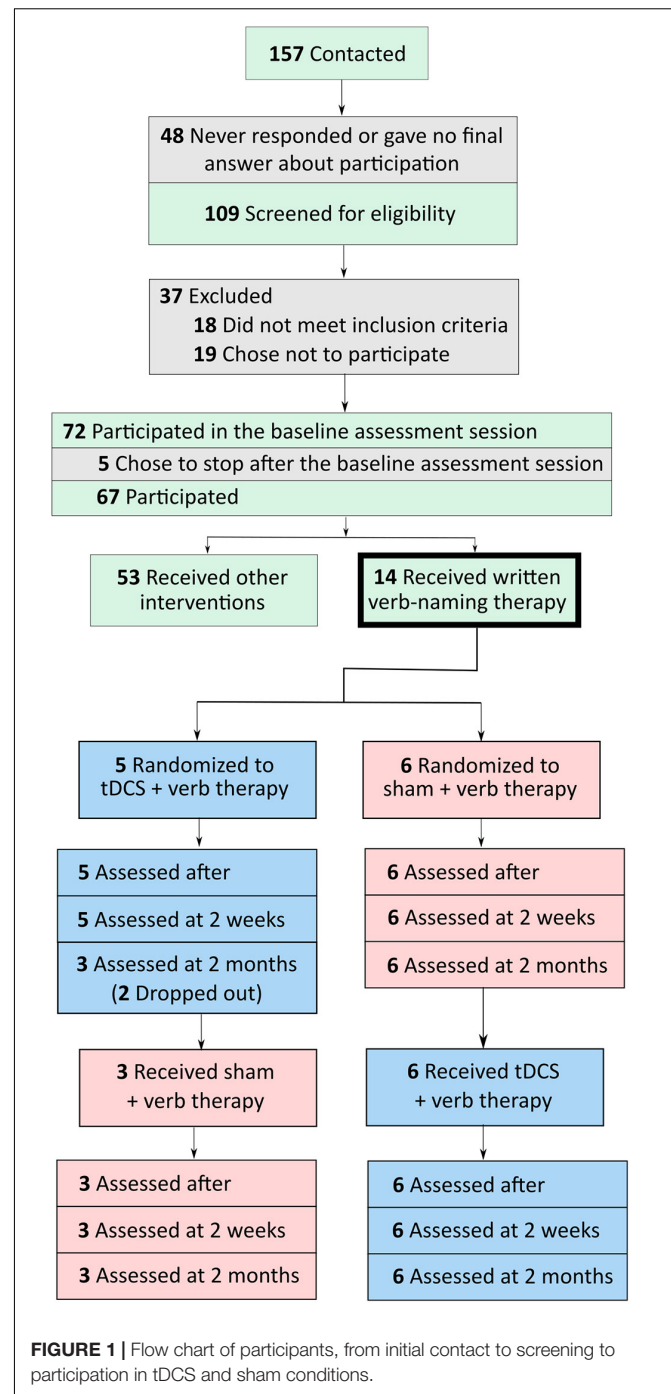 157 Contacted
48 Never responded or gave no final
answer about participation
109 Screened for eligibility
37 Excluded
18 Did not meet inclusion criteria
19 Chose not to participate
72 Participated in the baseline assessment session
5 Chose to stop after the baseline assessment session
67 Participated
53 Received other
interventions
14 Received written
verb-naming therapy
5 Randomized to
tDCS + verb therapy
6 Randomized to
sham + verb therapy
5 Assessed after
5 Assessed at 2 weeks
3 Assessed at 2 months
(2 Dropped out)
6 Assessed after
6 Assessed at 2 weeks
6 Assessed at 2 months
3 Received sham
+ verb therapy
6 Received tDCS
+ verb therapy
3 Assessed after
3 Assessed at 2 weeks
3 Assessed at 2 months
6 Assessed after
6 Assessed at 2 weeks
6 Assessed at 2 months
FIGURE 1 | Flow chart of participants, from initial contact to screening to
participation in tDCS and sham conditions.